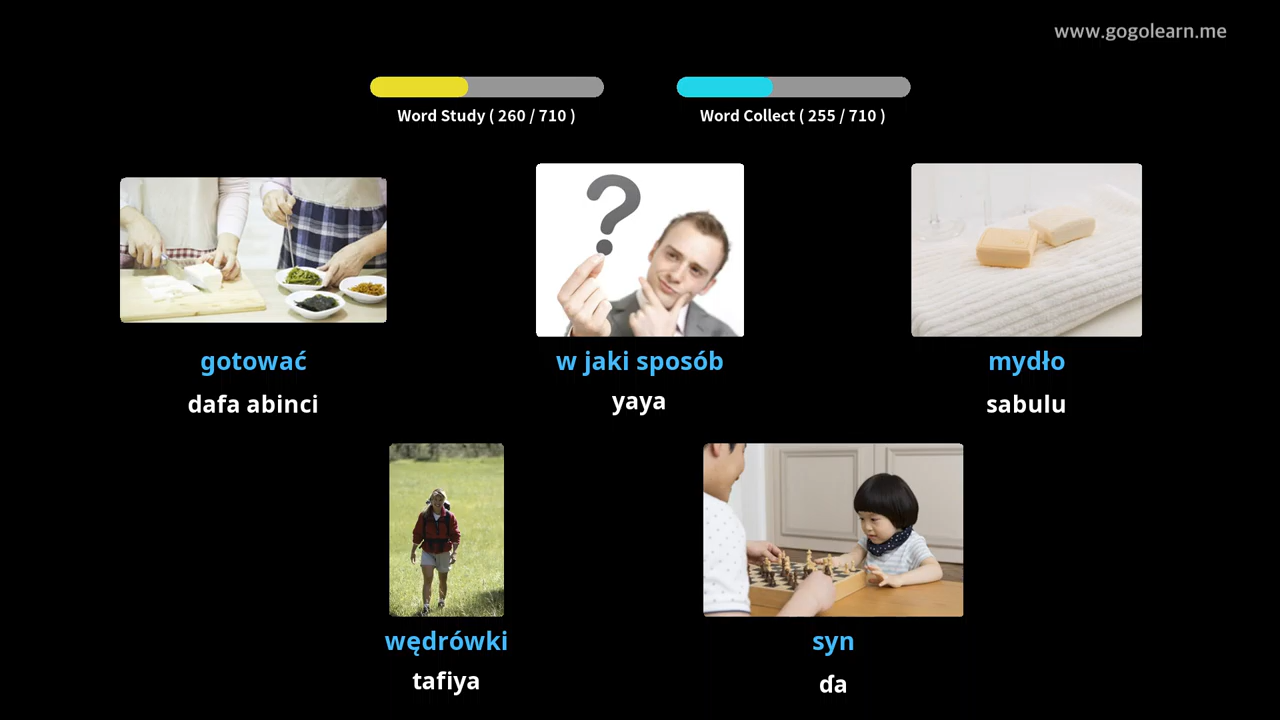 www.gogolearn.me
Word Study ( 260 / 710 )
Word Collect ( 255 / 710 )
gotować
w jaki sposób
mydło
dafa abinci
yaya
sabulu
wędrówki
syn
tafiya
ɗa